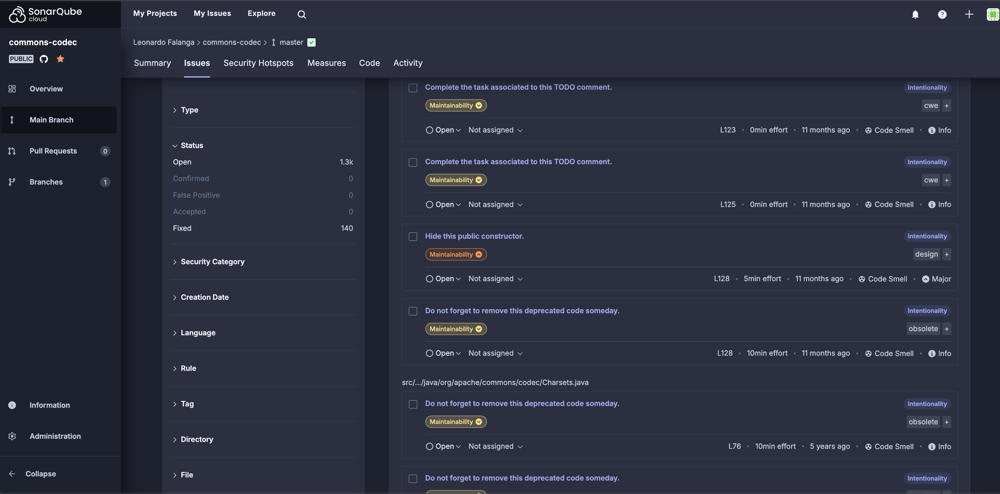 SonarQube
cloud
My Projects
My Issues
Explore
commons-codec
PUBLIC
Leonardo Falanga > commons-codec > master
Summary
Issues
Security Hotspots
Measures
Code
Activity
Overview
Main Branch
Pull Requests 0
Branches 1
Information
Administration
Collapse
Type
Status
Open 1.3k
Confirmed 0
False Positive 0
Accepted 0
Fixed 140
Security Category
Creation Date
Language
Rule
Tag
Directory
File
Complete the task associated to this TODO comment. Intentionality
Maintainability cwe +
Open Not assigned L123 • 0min effort • 11 months ago • Code Smell • Info
Complete the task associated to this TODO comment. Intentionality
Maintainability cwe +
Open Not assigned L125 • 0min effort • 11 months ago • Code Smell • Info
Hide this public constructor. Intentionality
Maintainability design +
Open Not assigned L128 • 5min effort • 11 months ago • Code Smell • Major
Do not forget to remove this deprecated code someday. Intentionality
Maintainability obsolete +
Open Not assigned L128 • 10min effort • 11 months ago • Code Smell • Info
src/.../java/org/apache/commons/codec/Charsets.java
Do not forget to remove this deprecated code someday. Intentionality
Maintainability obsolete +
Open Not assigned L76 • 10min effort • 5 years ago • Code Smell • Info
Do not forget to remove this deprecated code someday. Intentionality